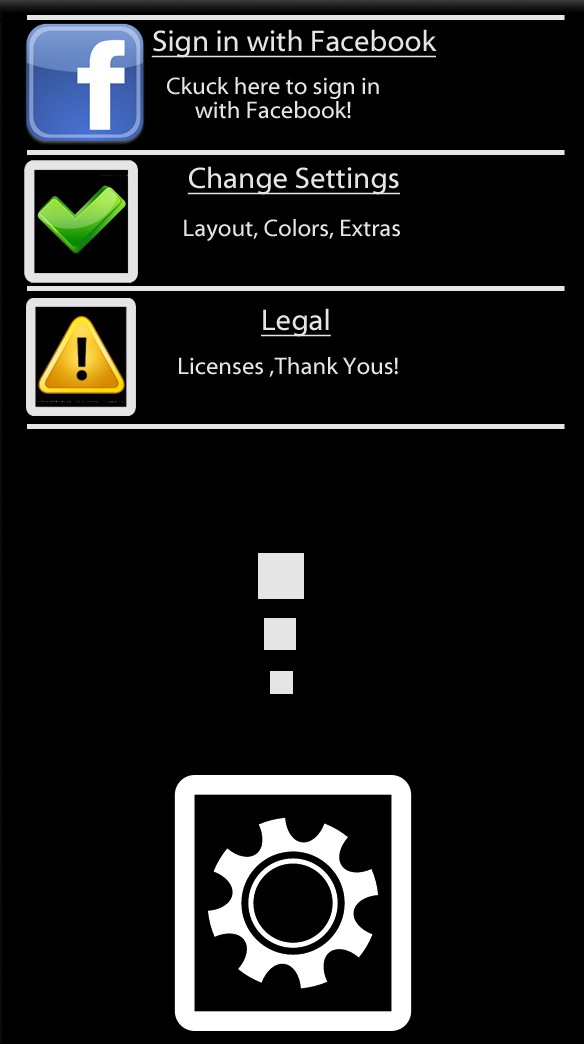 Sign in with Facebook
Ckuck here to sign in
with Facebook!
Change Settings
Layout, Colors, Extras
Legal
Licenses ,Thank Yous!